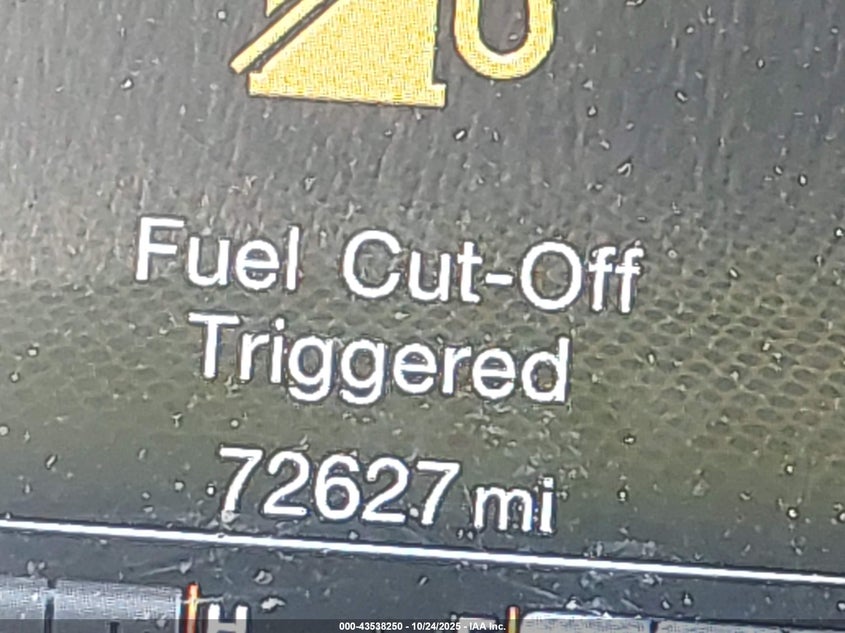 Fuel Cut-Off
Triggered
72627 mi
H
000-43538250 - 10/24/2025 - IAA Inc.